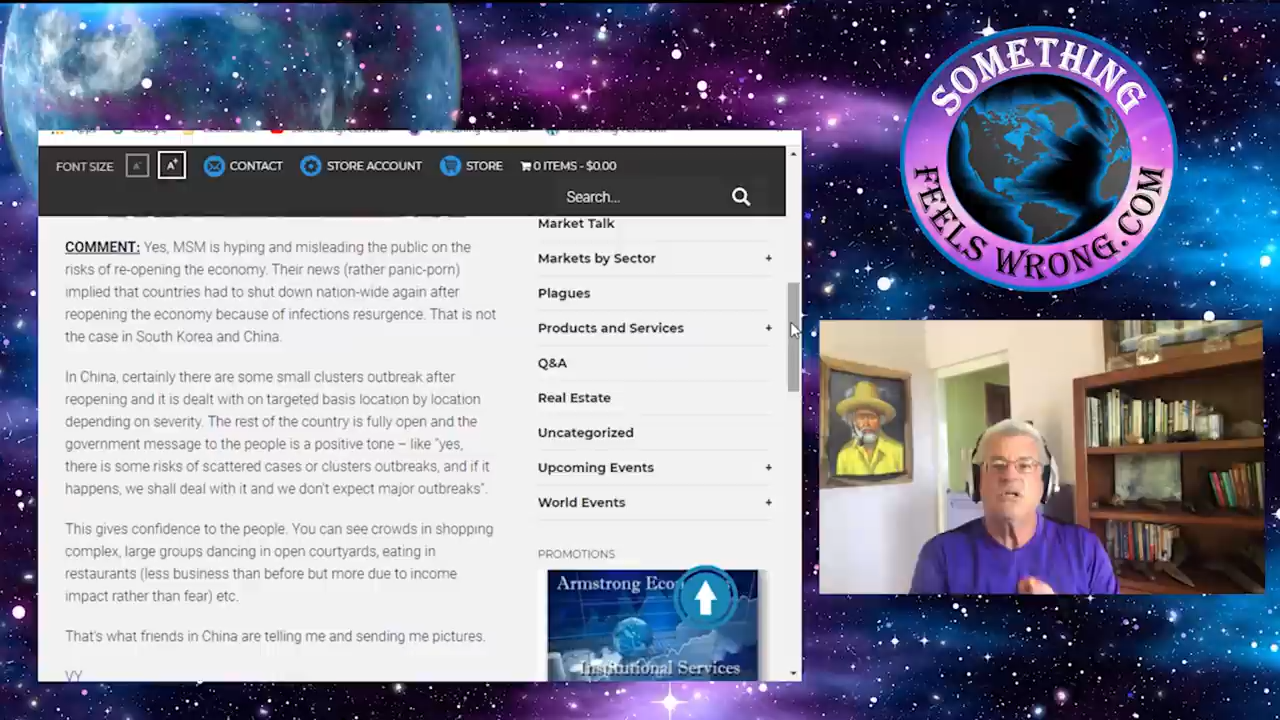 SOMETHING
FEELS WRONG.COM
FONT SIZE
A
A+
CONTACT
STORE ACCOUNT
STORE
0 ITEMS - $0.00
Search...
COMMENT: Yes, MSM is hyping and misleading the public on the
risks of re-opening the economy. Their news (rather panic-porn)
implied that countries had to shut down nation-wide again after
reopening the economy because of infections resurgence. That is not
the case in South Korea and China.
In China, certainly there are some small clusters outbreak after
reopening and it is dealt with on targeted basis location by location
depending on severity. The rest of the country is fully open and the
government message to the people is a positive tone – like "yes,
there is some risks of scattered cases or clusters outbreaks, and if it
happens, we shall deal with it and we don't expect major outbreaks".
This gives confidence to the people. You can see crowds in shopping
complex, large groups dancing in open courtyards, eating in
restaurants (less business than before but more due to income
impact rather than fear) etc.
That's what friends in China are telling me and sending me pictures.
VY
Market Talk
Markets by Sector +
Plagues
Products and Services +
Q&A
Real Estate
Uncategorized
Upcoming Events +
World Events +
PROMOTIONS
Armstrong
Institutional Services